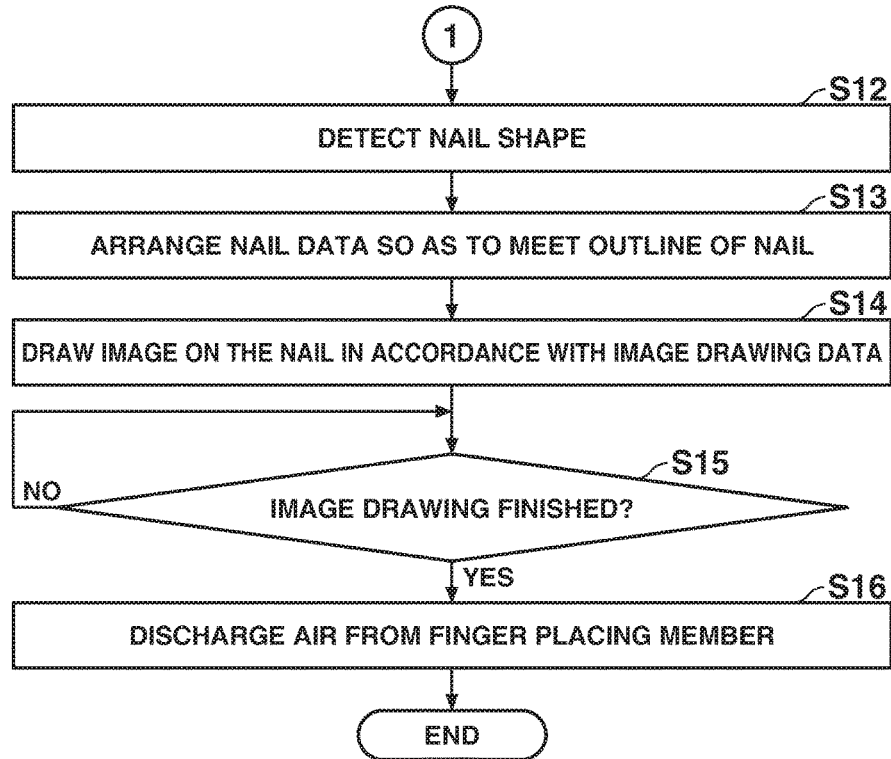 1
S12
DETECT NAIL SHAPE
S13
ARRANGE NAIL DATA SO AS TO MEET OUTLINE OF NAIL
S14
DRAW IMAGE ON THE NAIL IN ACCORDANCE WITH IMAGE DRAWING DATA
S15
NO
IMAGE DRAWING FINISHED?
YES
S16
DISCHARGE AIR FROM FINGER PLACING MEMBER
END